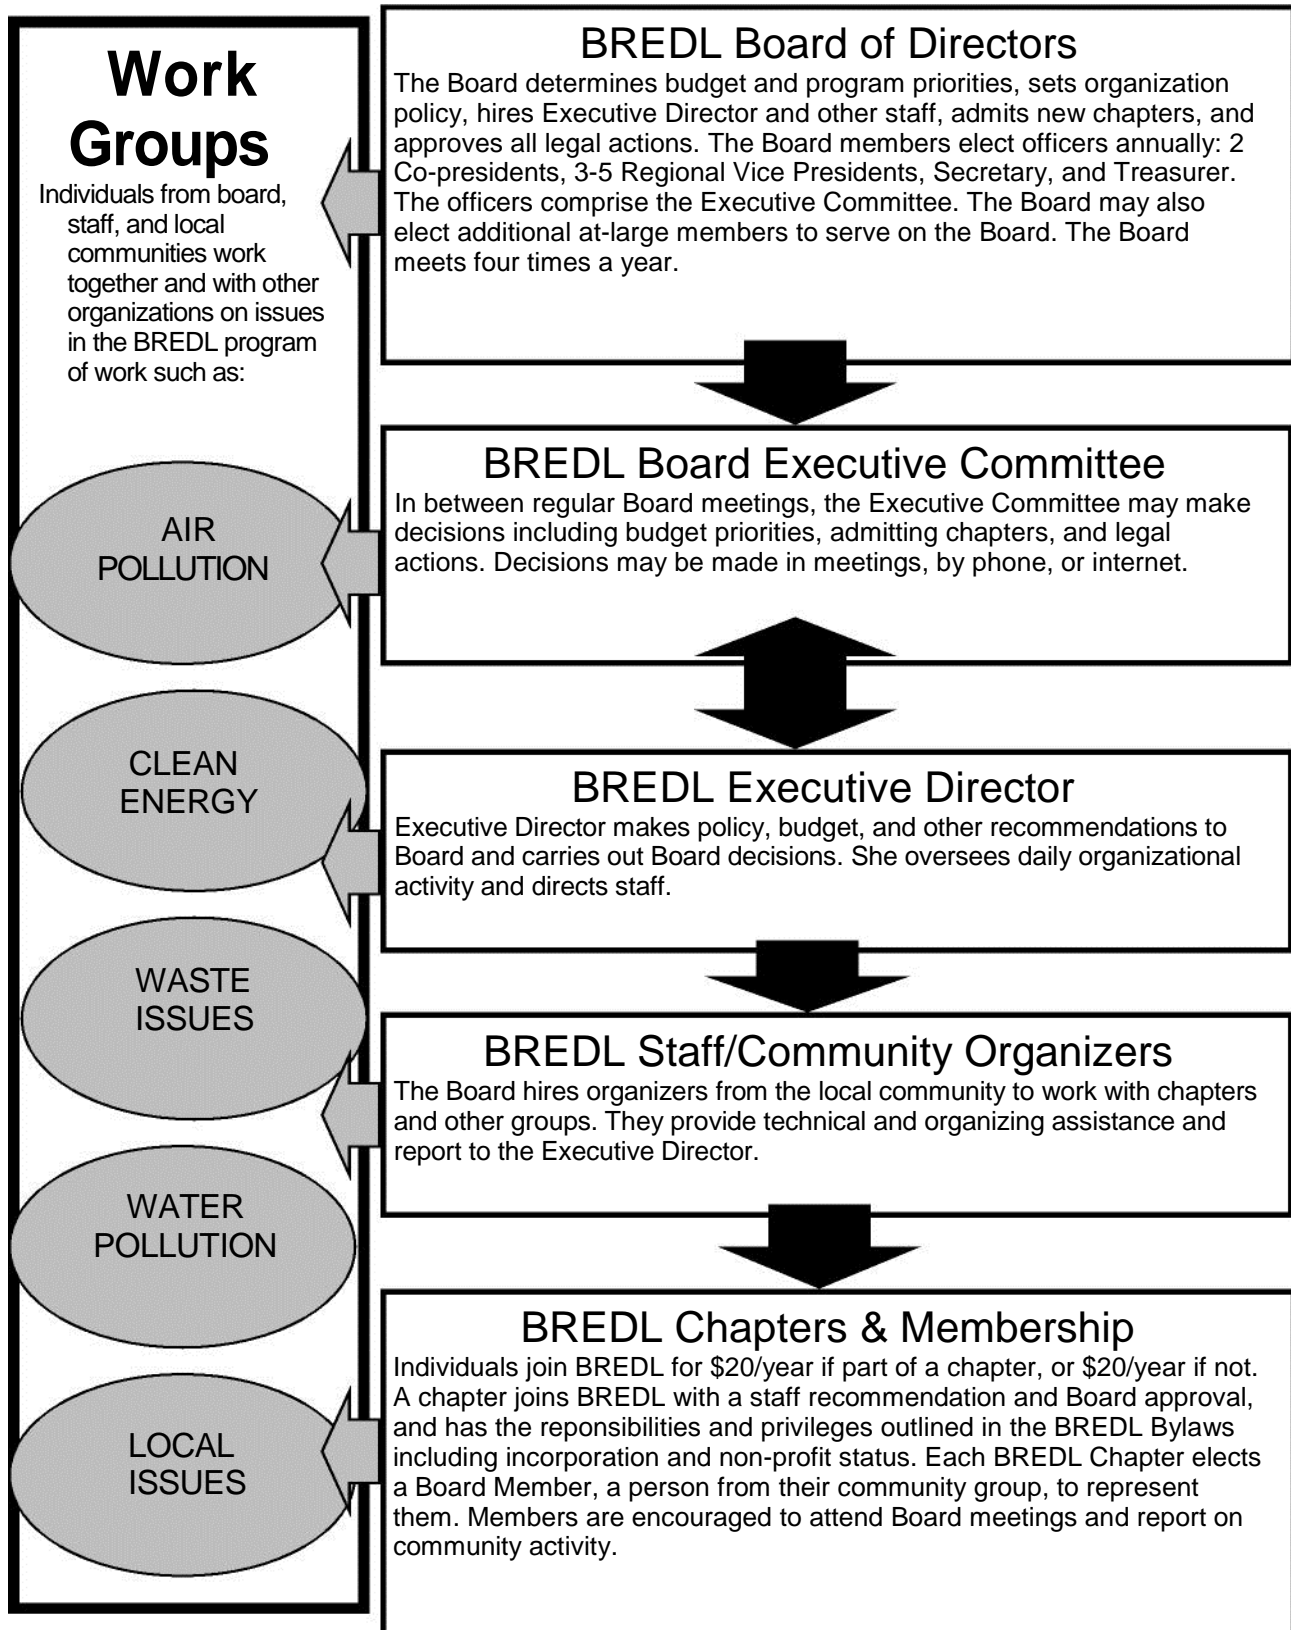 Work
Groups
Individuals from board,
staff, and local
communities work
together and with other
organizations on issues
in the BREDL program
of work such as:
AIR
POLLUTION
CLEAN
ENERGY
WASTE
ISSUES
WATER
POLLUTION
LOCAL
ISSUES
BREDL Board of Directors
The Board determines budget and program priorities, sets organization
policy, hires Executive Director and other staff, admits new chapters, and
approves all legal actions. The Board members elect officers annually: 2
Co-presidents, 3-5 Regional Vice Presidents, Secretary, and Treasurer.
The officers comprise the Executive Committee. The Board may also
elect additional at-large members to serve on the Board. The Board
meets four times a year.
BREDL Board Executive Committee
In between regular Board meetings, the Executive Committee may make
decisions including budget priorities, admitting chapters, and legal
actions. Decisions may be made in meetings, by phone, or internet.
BREDL Executive Director
Executive Director makes policy, budget, and other recommendations to
Board and carries out Board decisions. She oversees daily organizational
activity and directs staff.
BREDL Staff/Community Organizers
The Board hires organizers from the local community to work with chapters
and other groups. They provide technical and organizing assistance and
report to the Executive Director.
BREDL Chapters & Membership
Individuals join BREDL for $20/year if part of a chapter, or $20/year if not.
A chapter joins BREDL with a staff recommendation and Board approval,
and has the reponsibilities and privileges outlined in the BREDL Bylaws
including incorporation and non-profit status. Each BREDL Chapter elects
a Board Member, a person from their community group, to represent
them. Members are encouraged to attend Board meetings and report on
community activity.